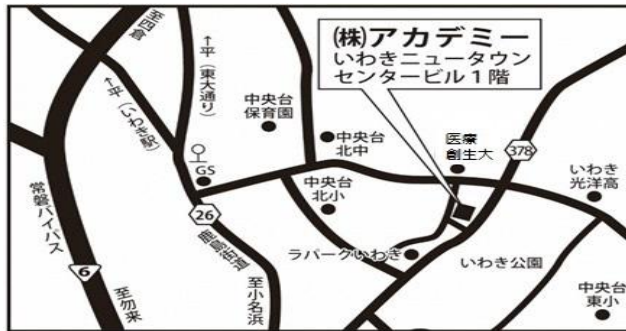 (株)アカデミー
いわきニュータウン
センタービル1階
至四倉
↑平(いわき駅)
↑平(東大通り)
中央台
保育園
中央台
北中
医療
創生大
378
いわき
光洋高
GS
中央台
北小
26
鹿島街道
常磐バイパス
6
ラパークいわき
いわき公園
至小名浜
至勿来
中央台
東小